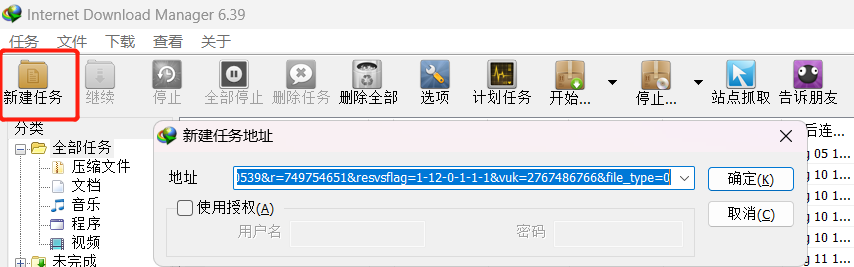 Internet Download Manager 6.39
任务 文件 下载 查看 关于
新建任务 继续 停止 全部停止 删除任务 删除全部 选项 计划任务 开始... 停止... 站点抓取 告诉朋友
分类
后连...
全部任务
新建任务地址
g 05 1...
压缩文件
地址 0539&r=749754651&resvsflag=1-12-0-1-1-1&vuk=2767486766&file_type=0 确定(K)
g 10 1...
文档
g 10 1...
音乐
使用授权(A) 取消(C)
g 10 1...
程序
用户名 密码
g 10 1...
视频
未完成
g 11 1...